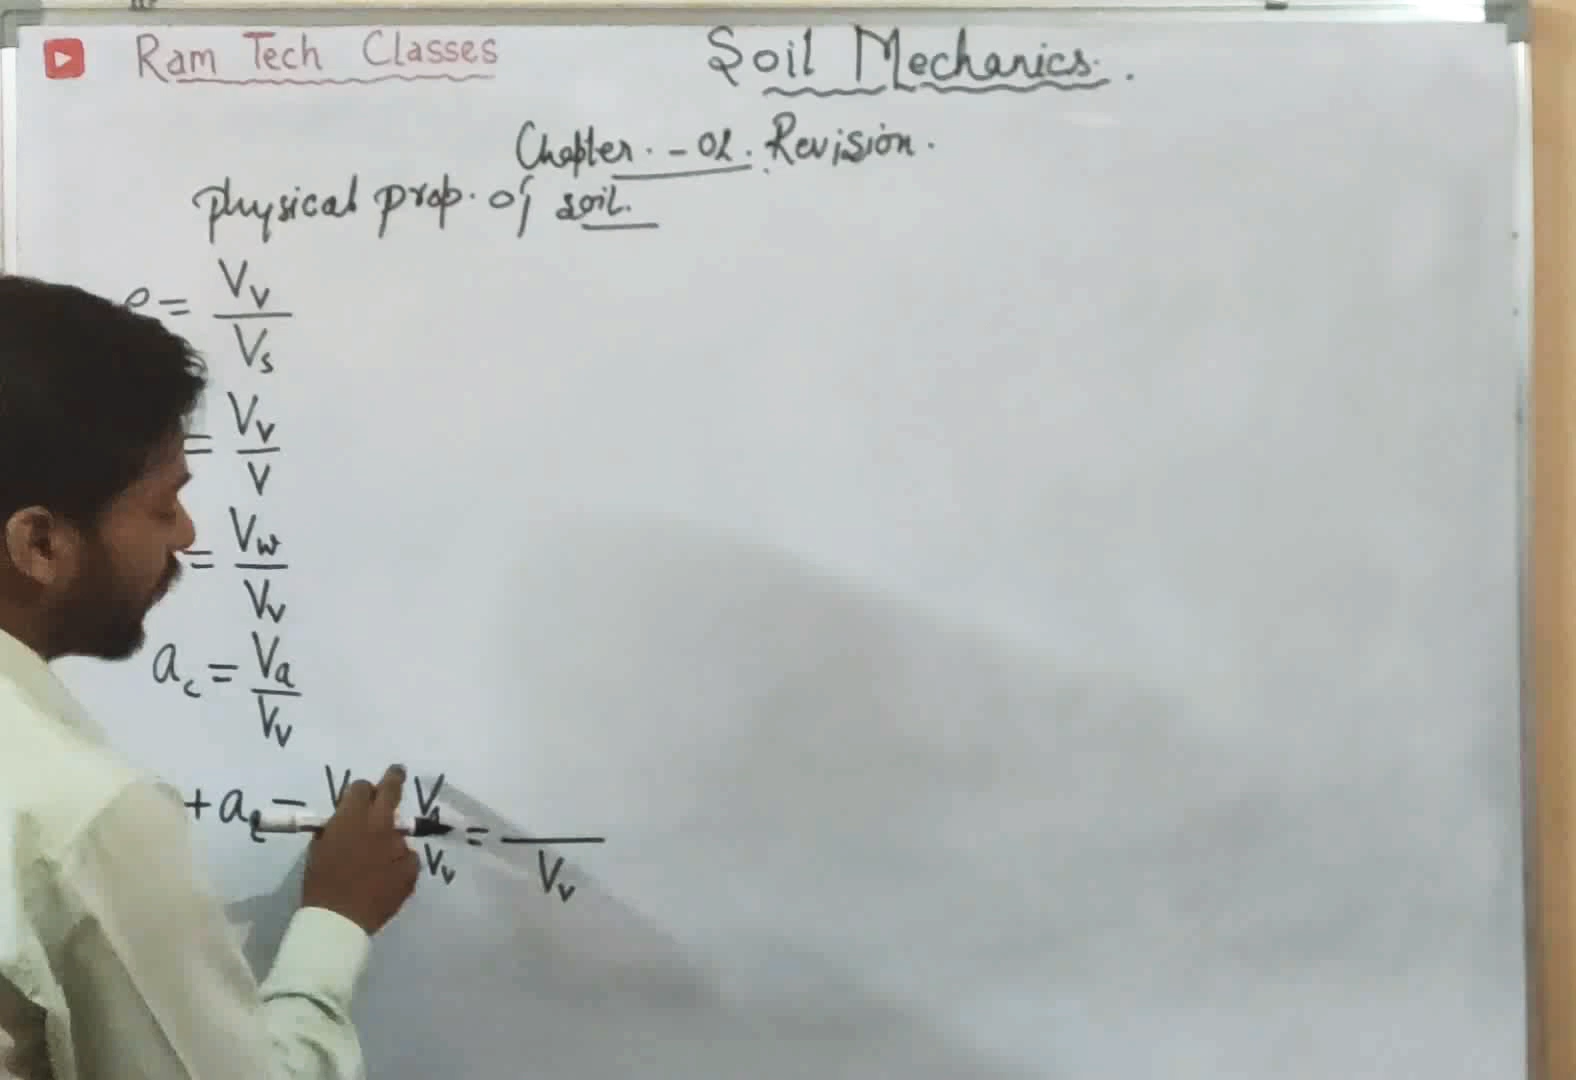 Ram Tech Classes
Soil Mechanics.
Chapter - 02. Revision.
Physical prop. of soil.
e = Vv / Vs
= Vv / V
= Vw / Vv
ac = Va / Vv
+ ac = V V / Vv = / Vv